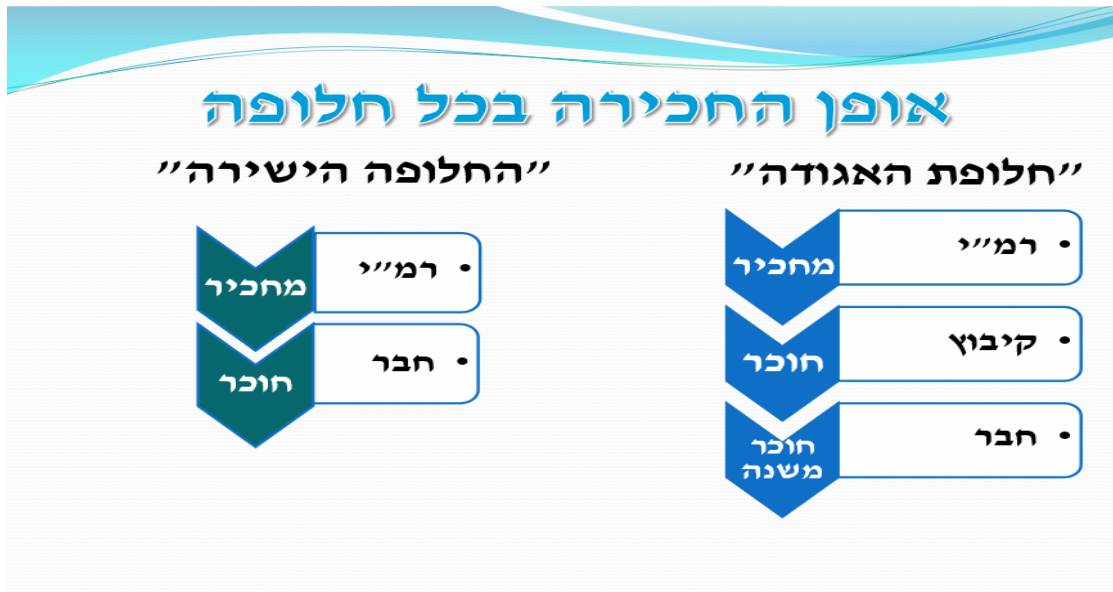 אופן החכירה בכל חלופה
״חלופת האגודה״
• רמ״י
מחכיר
• קיבוץ
חוכר
• חבר
חוכר
משנה
״החלופה הישירה״
• רמ״י
מחכיר
• חבר
חוכר